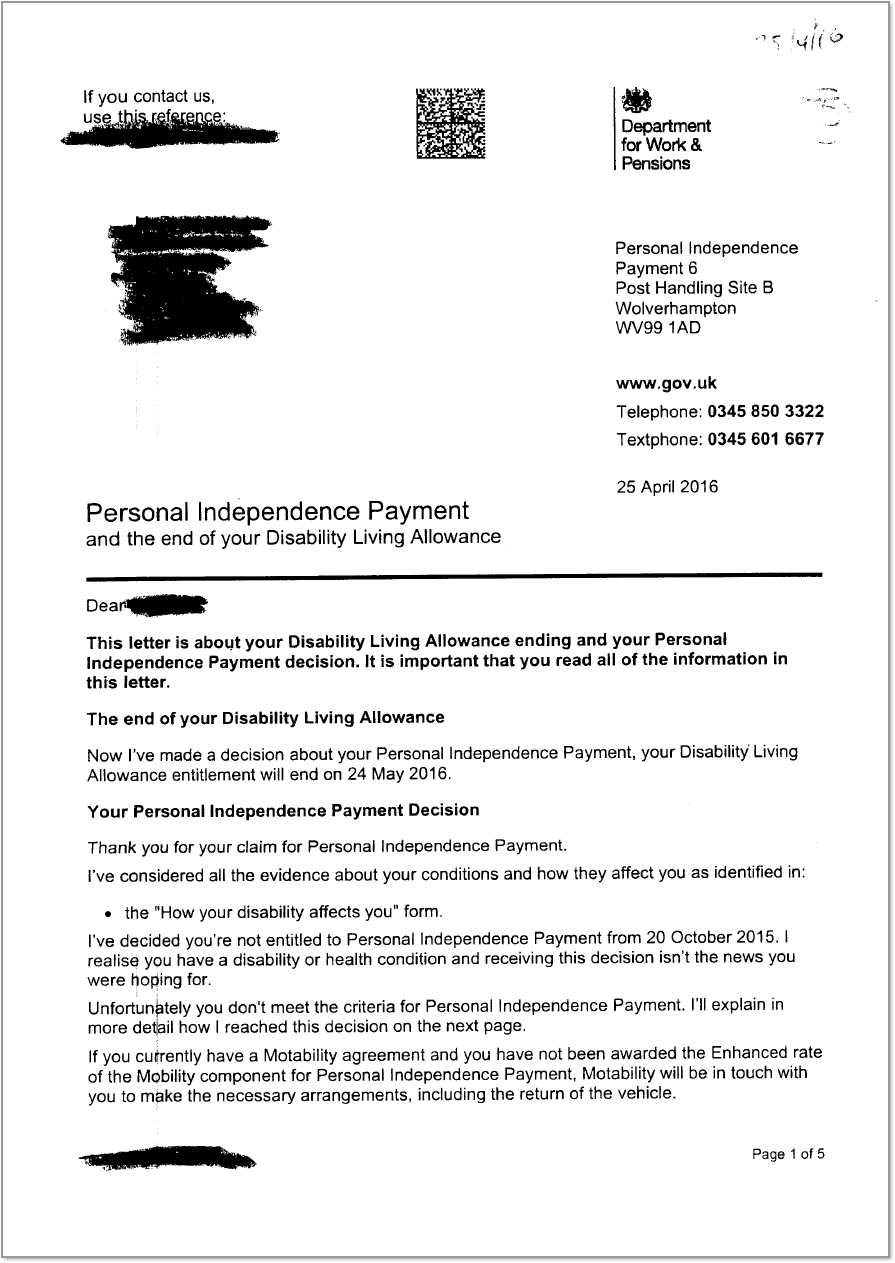 If you contact us,
use this reference:
Department
for Work &
Pensions
Personal Independence
Payment 6
Post Handling Site B
Wolverhampton
WV99 1AD
www.gov.uk
Telephone: 0345 850 3322
Textphone: 0345 601 6677
25 April 2016
Personal Independence Payment
and the end of your Disability Living Allowance
Dear
This letter is about your Disability Living Allowance ending and your Personal
Independence Payment decision. It is important that you read all of the information in
this letter.
The end of your Disability Living Allowance
Now I've made a decision about your Personal Independence Payment, your Disability Living
Allowance entitlement will end on 24 May 2016.
Your Personal Independence Payment Decision
Thank you for your claim for Personal Independence Payment.
I've considered all the evidence about your conditions and how they affect you as identified in:
• the "How your disability affects you" form.
I've decided you're not entitled to Personal Independence Payment from 20 October 2015. I
realise you have a disability or health condition and receiving this decision isn't the news you
were hoping for.
Unfortunately you don't meet the criteria for Personal Independence Payment. I'll explain in
more detail how I reached this decision on the next page.
If you currently have a Motability agreement and you have not been awarded the Enhanced rate
of the Mobility component for Personal Independence Payment, Motability will be in touch with
you to make the necessary arrangements, including the return of the vehicle.
Page 1 of 5